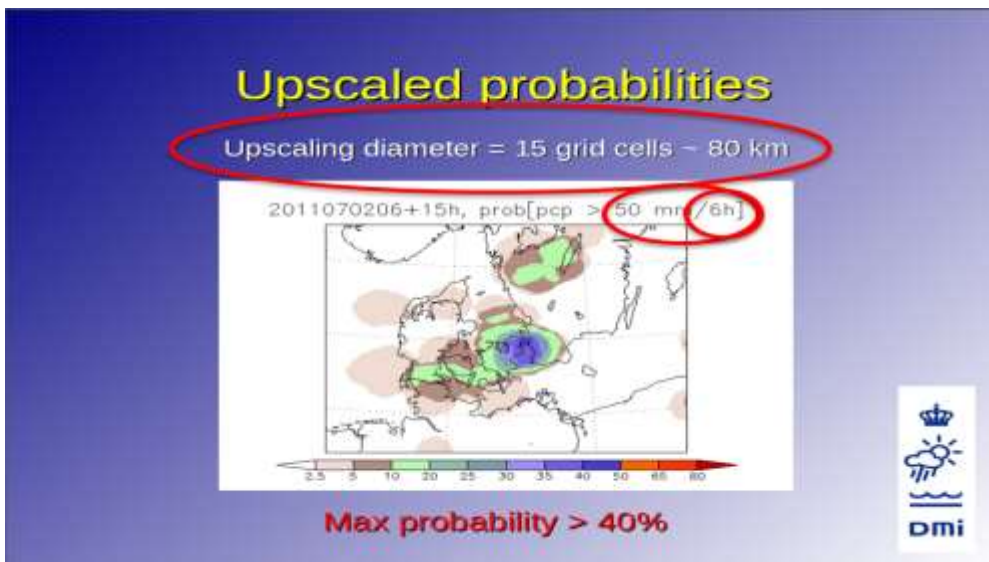 Upscaled probabilities
Upscaling diameter = 15 grid cells ~ 80 km
2011070206+15h, prob[pcp > 50 mm/6h]
2.5 5 10 20 25 30 35 40 50 65 80
Max probability > 40%
DMi